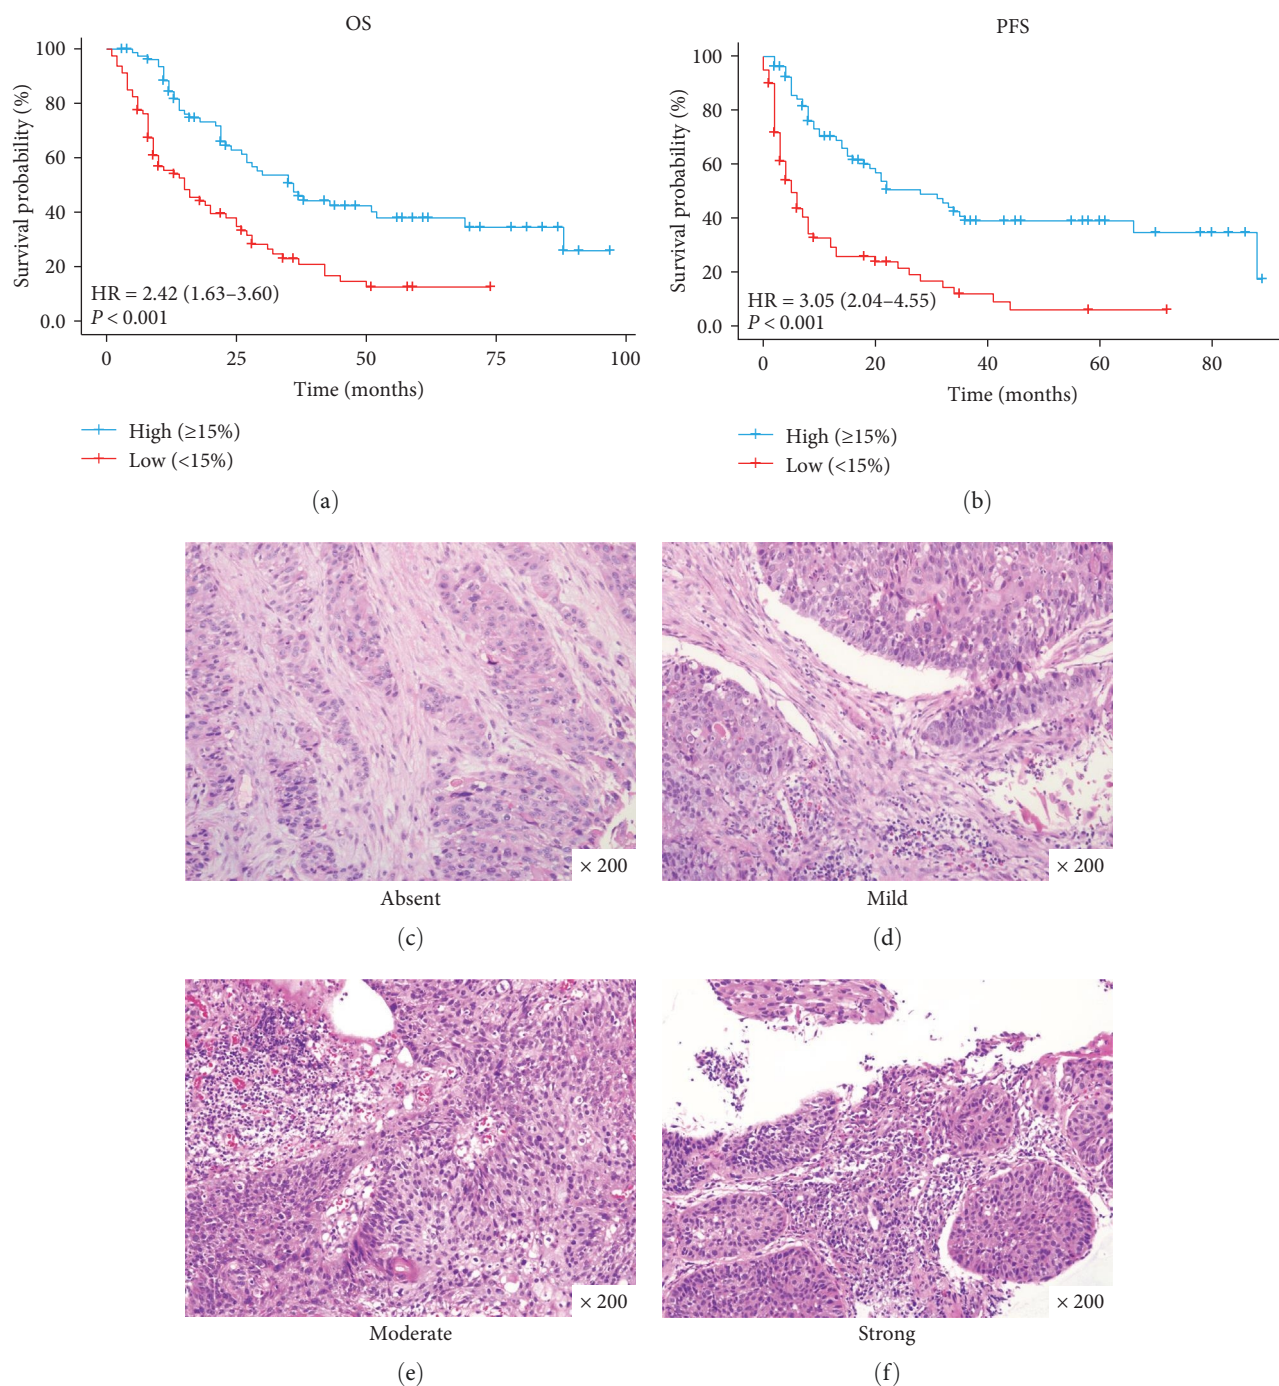 OS
Survival probability (%)
100
80
60
40
20
0.0
HR = 2.42 (1.63–3.60)
P < 0.001
0
25
50
75
100
Time (months)
High (≥15%)
Low (<15%)
(a)
PFS
Survival probability (%)
100
80
60
40
20
0.0
HR = 3.05 (2.04–4.55)
P < 0.001
0
20
40
60
80
Time (months)
High (≥15%)
Low (<15%)
(b)
× 200
Absent
(c)
× 200
Mild
(d)
× 200
Moderate
(e)
× 200
Strong
(f)